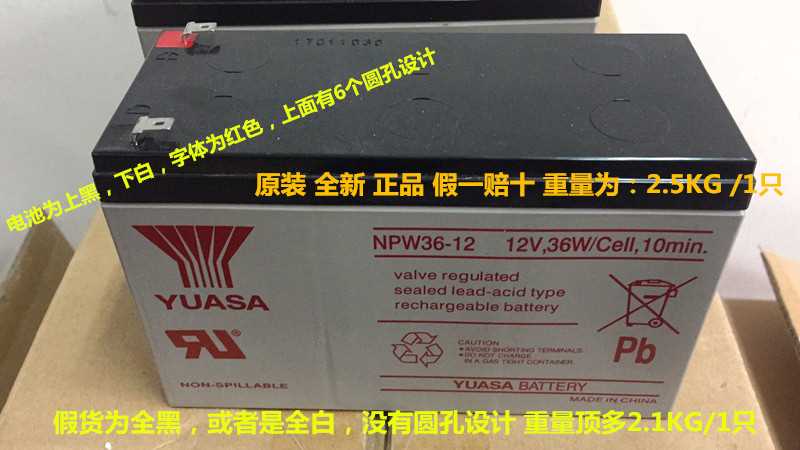 17011030
电池为上黑，下白，字体为红色，上面有6个圆孔设计
原装 全新 正品 假一赔十 重量为：2.5KG /1只
NPW36-12 12V,36W/Cell,10min.
valve regulated
sealed lead-acid type
rechargeable battery
YUASA
CAUTION:
AVOID SHORTING TERMINALS
DO NOT CHARGE
IN A GAS TIGHT CONTAINER
Pb
NON-SPILLABLE
YUASA BATTERY
MADE IN CHINA
假货为全黑，或者是全白，没有圆孔设计 重量顶多2.1KG/1只